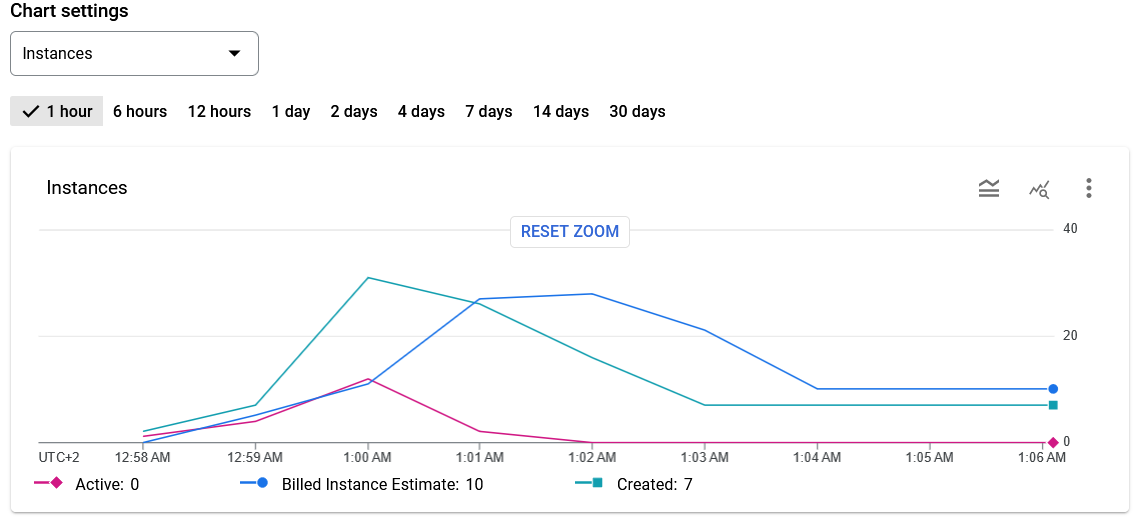 Chart settings
Instances
1 hour 6 hours 12 hours 1 day 2 days 4 days 7 days 14 days 30 days
Instances
RESET ZOOM
40
20
0
UTC+2 12:58 AM 12:59 AM 1:00 AM 1:01 AM 1:02 AM 1:03 AM 1:04 AM 1:05 AM 1:06 AM
Active: 0 Billed Instance Estimate: 10 Created: 7